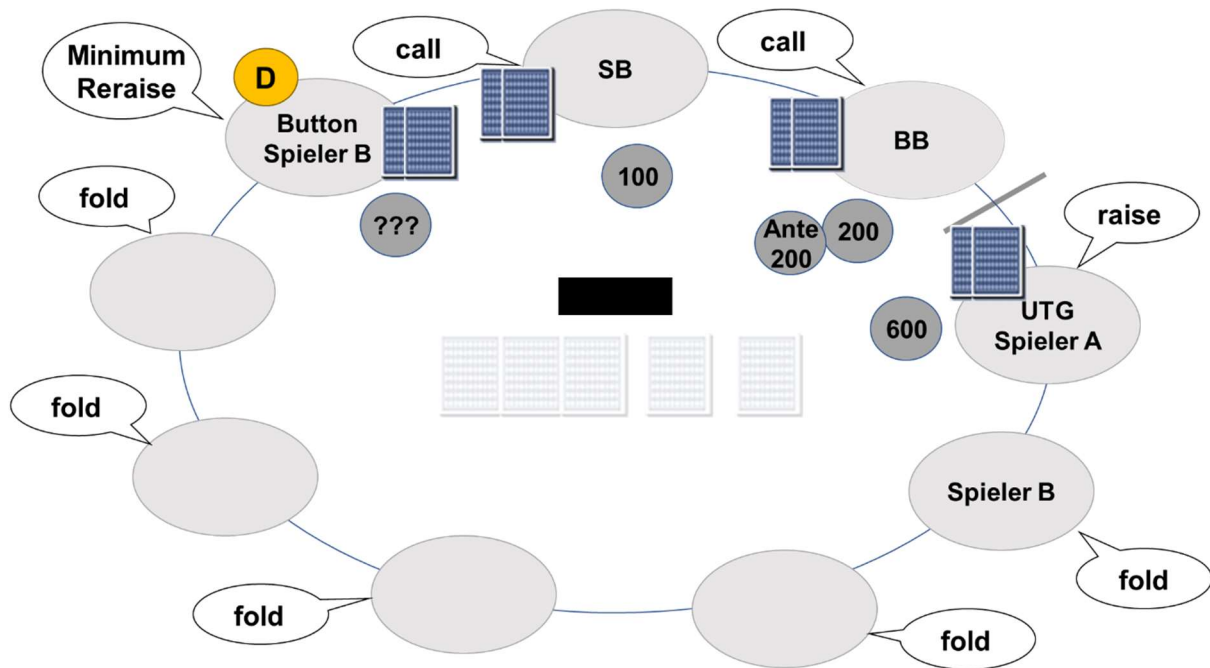 Minimum
Reraise
D
Button
Spieler B
call
SB
call
BB
fold
???
100
Ante
200
200
raise
600
UTG
Spieler A
fold
Spieler B
fold
fold
fold